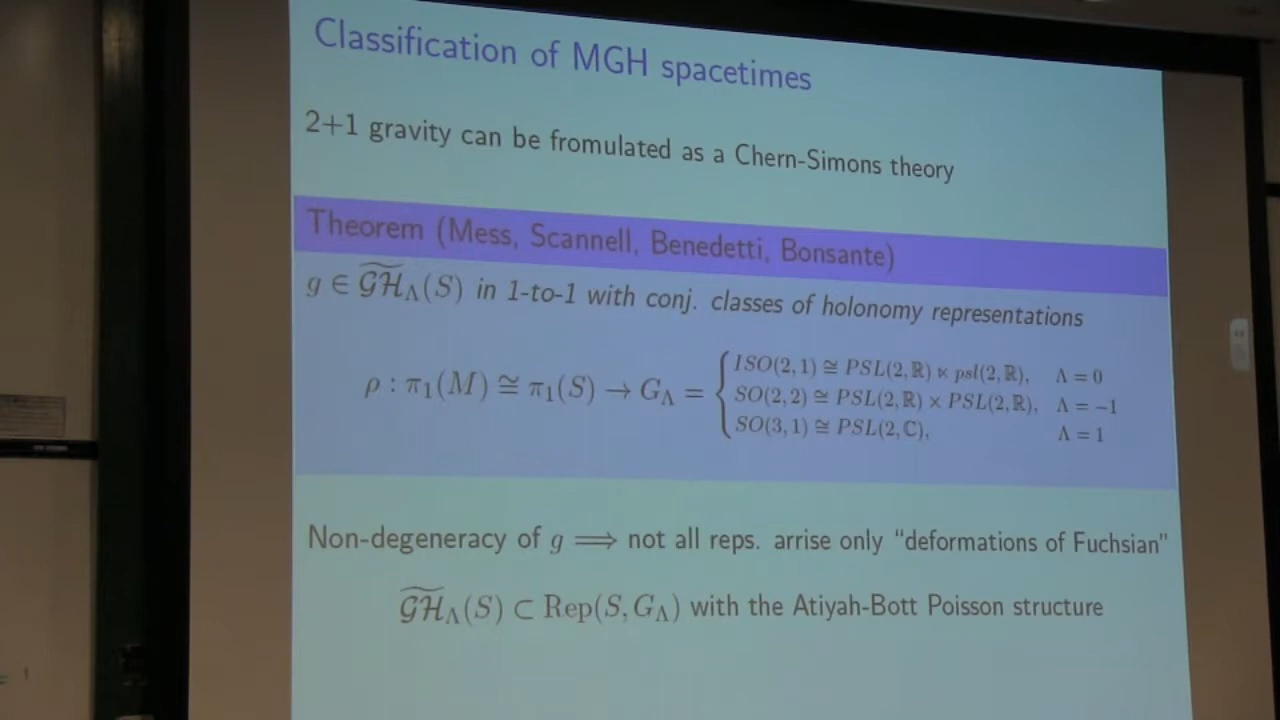 Classification of MGH spacetimes
2+1 gravity can be fromulated as a Chern-Simons theory
Theorem (Mess, Scannell, Benedetti, Bonsante)
g ∈ \widetilde{𝒢ℋ}_Λ(S) in 1-to-1 with conj. classes of holonomy representations
ρ : π₁(M) ≅ π₁(S) → G_Λ = { ISO(2,1) ≅ PSL(2,ℝ) ⋉ psl(2,ℝ), Λ = 0
SO(2,2) ≅ PSL(2,ℝ) × PSL(2,ℝ), Λ = −1
SO(3,1) ≅ PSL(2,ℂ), Λ = 1
Non-degeneracy of g ⟹ not all reps. arrise only “deformations of Fuchsian”
\widetilde{𝒢ℋ}_Λ(S) ⊂ Rep(S, G_Λ) with the Atiyah-Bott Poisson structure